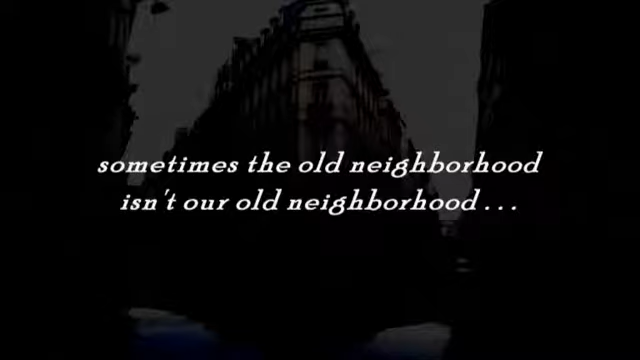 sometimes the old neighborhood
isn't our old neighborhood . . .